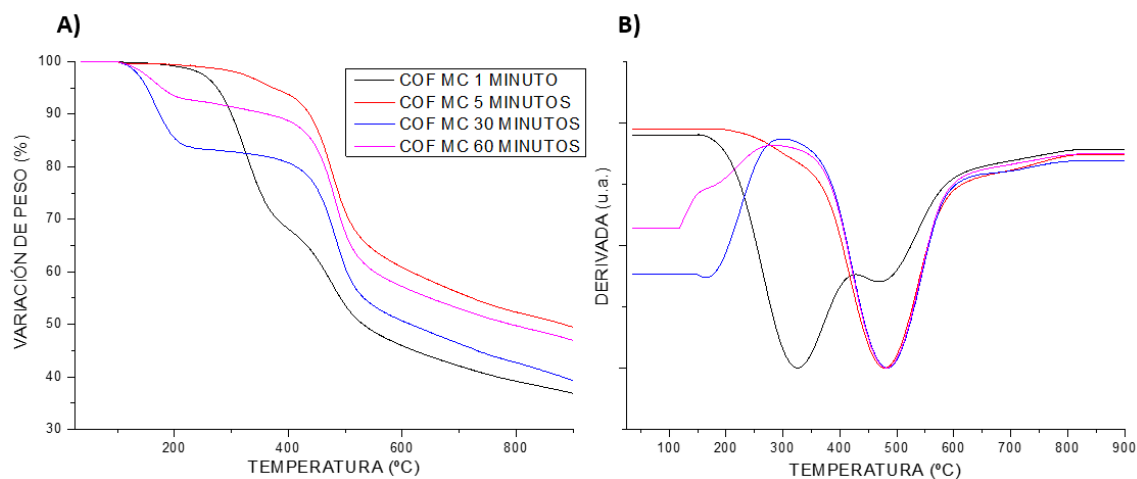 A)
B)
100
90
80
70
60
50
40
30
VARIACIÓN DE PESO (%)
200
400
600
800
TEMPERATURA (ºC)
COF MC 1 MINUTO
COF MC 5 MINUTOS
COF MC 30 MINUTOS
COF MC 60 MINUTOS
DERIVADA (u.a.)
100
200
300
400
500
600
700
800
900
TEMPERATURA (ºC)